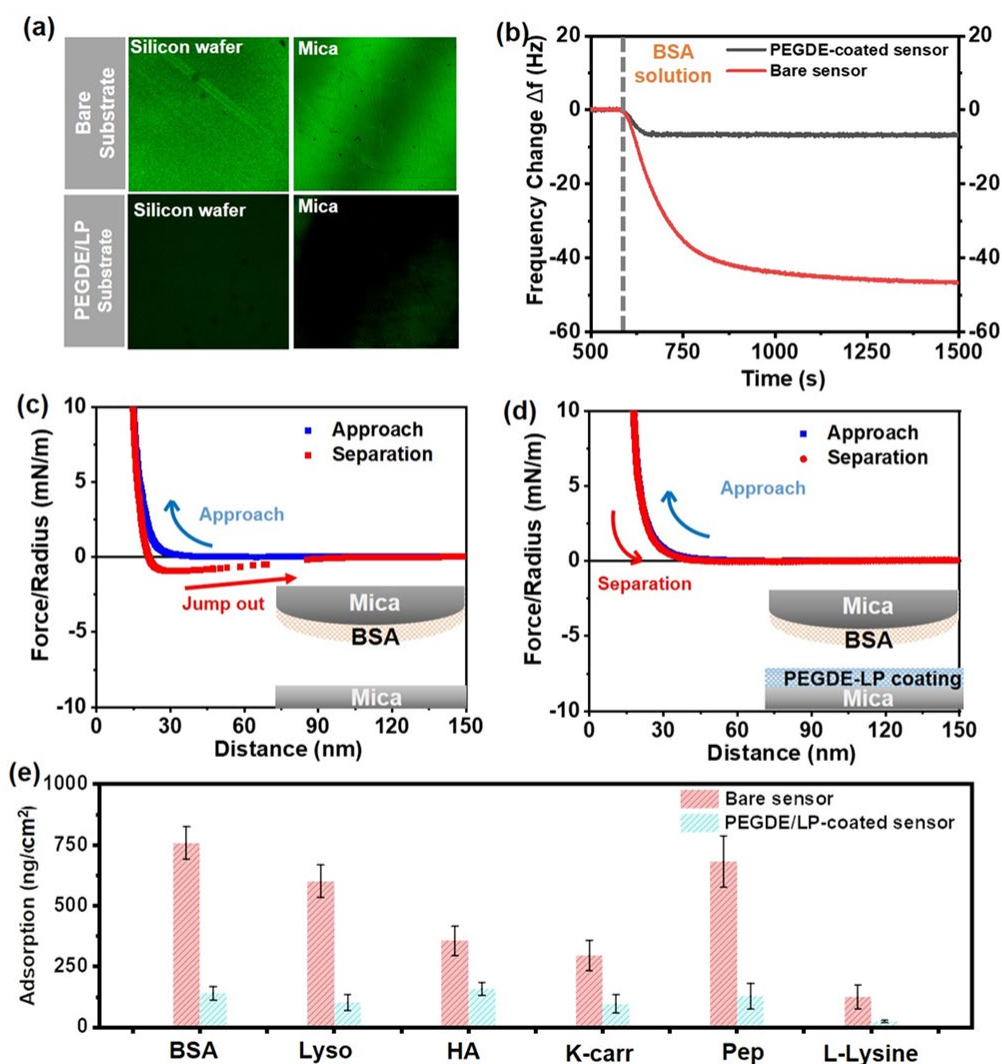 (a)
Silicon wafer
Mica
Bare
Substrate
Silicon wafer
Mica
PEGDE/LP
Substrate
(b)
20
0
-20
-40
-60
Frequency Change Δf (Hz)
BSA
solution
PEGDE-coated sensor
Bare sensor
20
0
20
40
60
500
750
1000
1250
1500
Time (s)
(c)
10
5
0
-5
-10
Force/Radius (mN/m)
Approach
Separation
Approach
Jump out
Mica
BSA
Mica
0
30
60
90
120
150
Distance (nm)
(d)
10
5
0
-5
-10
Force/Radius (mN/m)
Approach
Separation
Approach
Separation
Mica
BSA
PEGDE-LP coating
Mica
0
30
60
90
120
150
Distance (nm)
(e)
1000
750
500
250
0
Adsorption (ng/cm²)
Bare sensor
PEGDE/LP-coated sensor
BSA
Lyso
HA
K-carr
Pep
L-Lysine